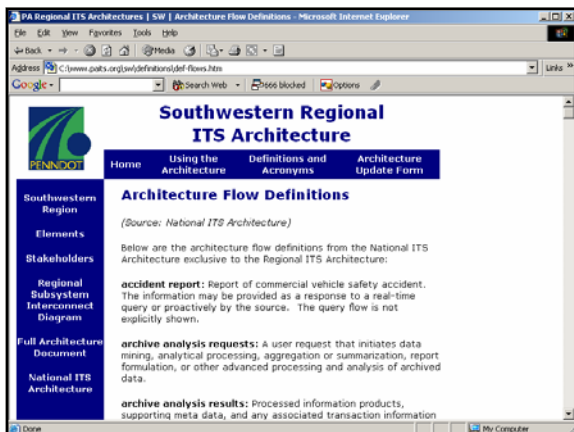 PA Regional ITS Architectures | SW | Architecture Flow Definitions - Microsoft Internet Explorer
File Edit View Favorites Tools Help
Back Media
Address C:\www.paits.org\sw\definitions\def-flows.htm Links »
Google - Search Web 666 blocked Options
PENNDOT
Southwestern Regional
ITS Architecture
Home Using the Architecture Definitions and Acronyms Architecture Update Form
Southwestern
Region
Elements
Stakeholders
Regional
Subsystem
Interconnect
Diagram
Full Architecture
Document
National ITS
Architecture
Architecture Flow Definitions
(Source: National ITS Architecture)
Below are the architecture flow definitions from the National ITS
Architecture exclusive to the Regional ITS Architecture:
accident report: Report of commercial vehicle safety accident.
The information may be provided as a response to a real-time
query or proactively by the source. The query flow is not
explicitly shown.
archive analysis requests: A user request that initiates data
mining, analytical processing, aggregation or summarization, report
formulation, or other advanced processing and analysis of archived
data.
archive analysis results: Processed information products,
supporting meta data, and any associated transaction information
Done My Computer